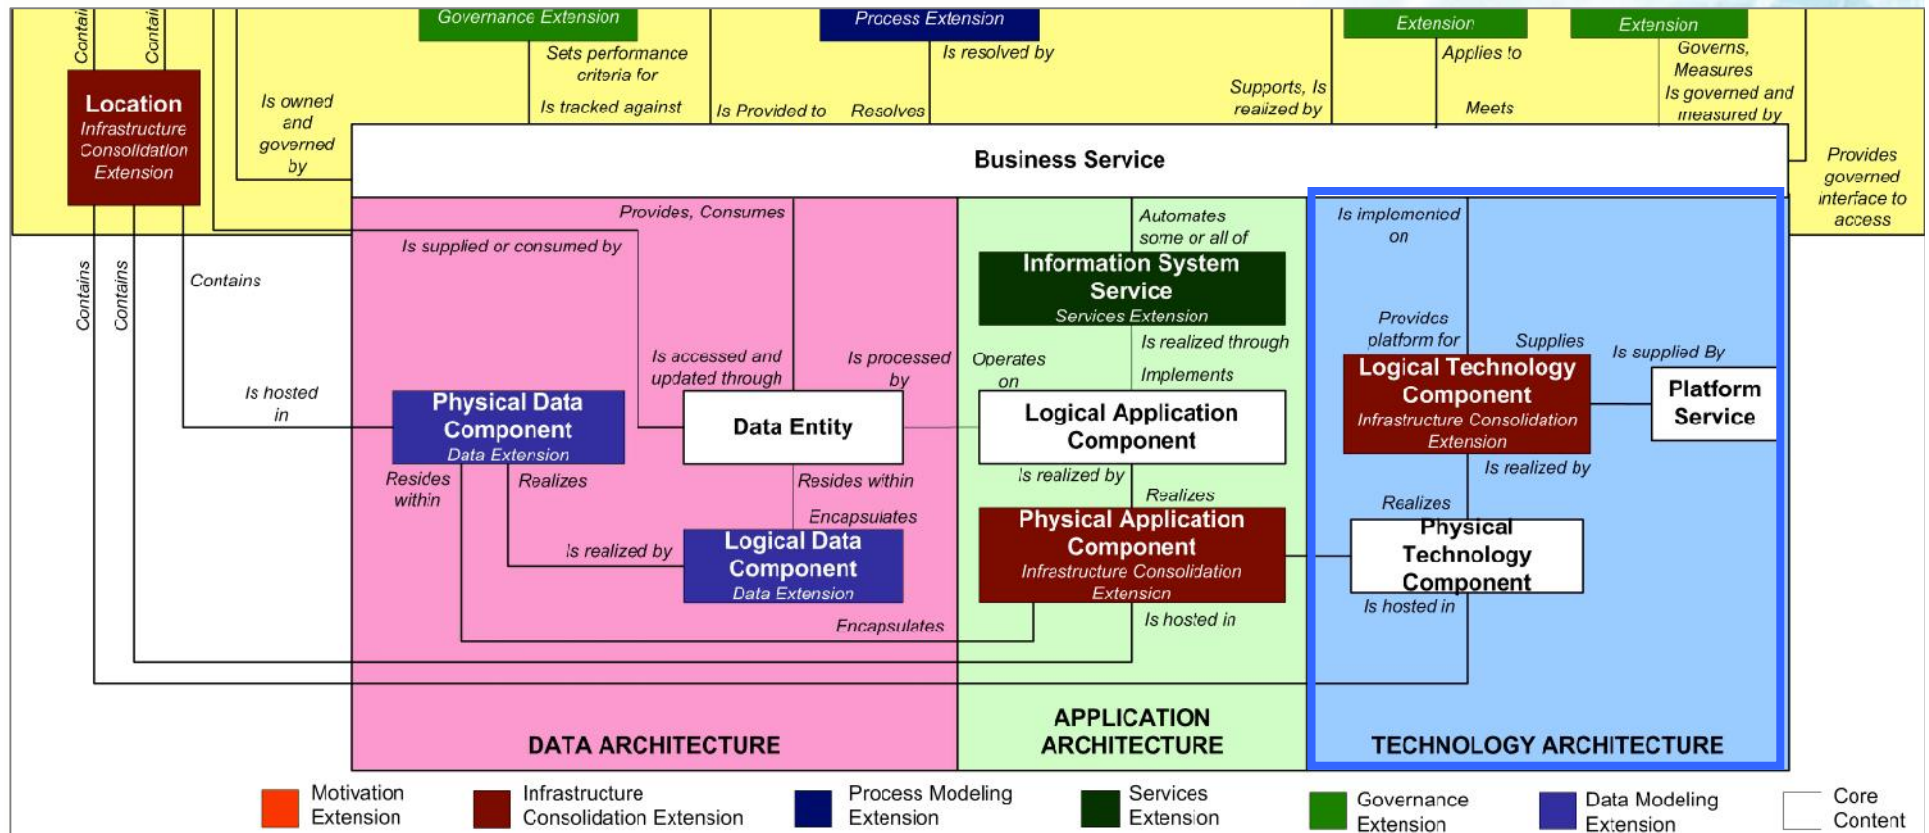 Governance Extension
Process Extension
Extension
Extension
Contains
Contains
Sets performance
criteria for
Is tracked against
Is Provided to
Is resolved by
Resolves
Supports, Is
realized by
Applies to
Meets
Governs,
Measures
Is governed and
measured by
Location
Infrastructure
Consolidation
Extension
Is owned
and
governed
by
Business Service
Provides
governed
interface to
access
Provides, Consumes
Is supplied or consumed by
Automates
some or all of
Is implemented
on
Contains
Contains
Contains
Information System
Service
Services Extension
Is accessed and
updated through
Is processed
by
Operates
on
Is realized through
Implements
Provides
platform for
Supplies
Is supplied By
Is hosted
in
Physical Data
Component
Data Extension
Data Entity
Logical Application
Component
Logical Technology
Component
Infrastructure Consolidation
Extension
Platform
Service
Resides
within
Realizes
Resides within
Is realized by
Is realized by
Encapsulates
Realizes
Realizes
Is realized by
Logical Data
Component
Data Extension
Physical Application
Component
Infrastructure Consolidation
Extension
Physical
Technology
Component
Encapsulates
Is hosted in
Is hosted in
DATA ARCHITECTURE
APPLICATION
ARCHITECTURE
TECHNOLOGY ARCHITECTURE
Motivation
Extension
Infrastructure
Consolidation Extension
Process Modeling
Extension
Services
Extension
Governance
Extension
Data Modeling
Extension
Core
Content